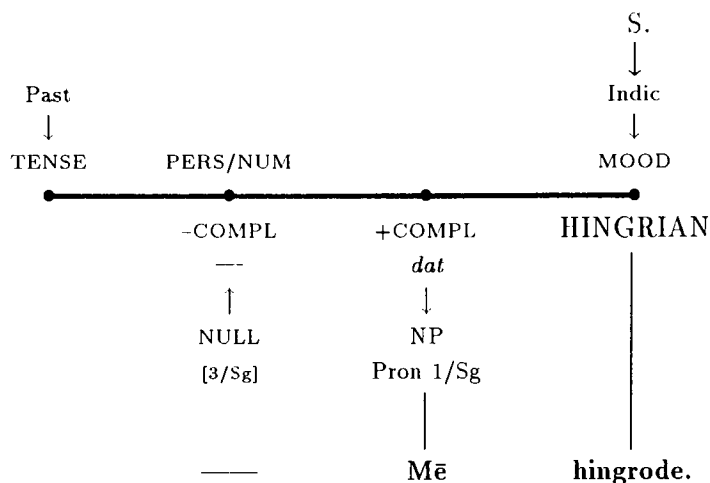 S.
Past Indic
TENSE PERS/NUM MOOD
-COMPL +COMPL HINGRIAN
--- dat
NULL NP
[3/Sg] Pron 1/Sg
—— Mē hingrode.